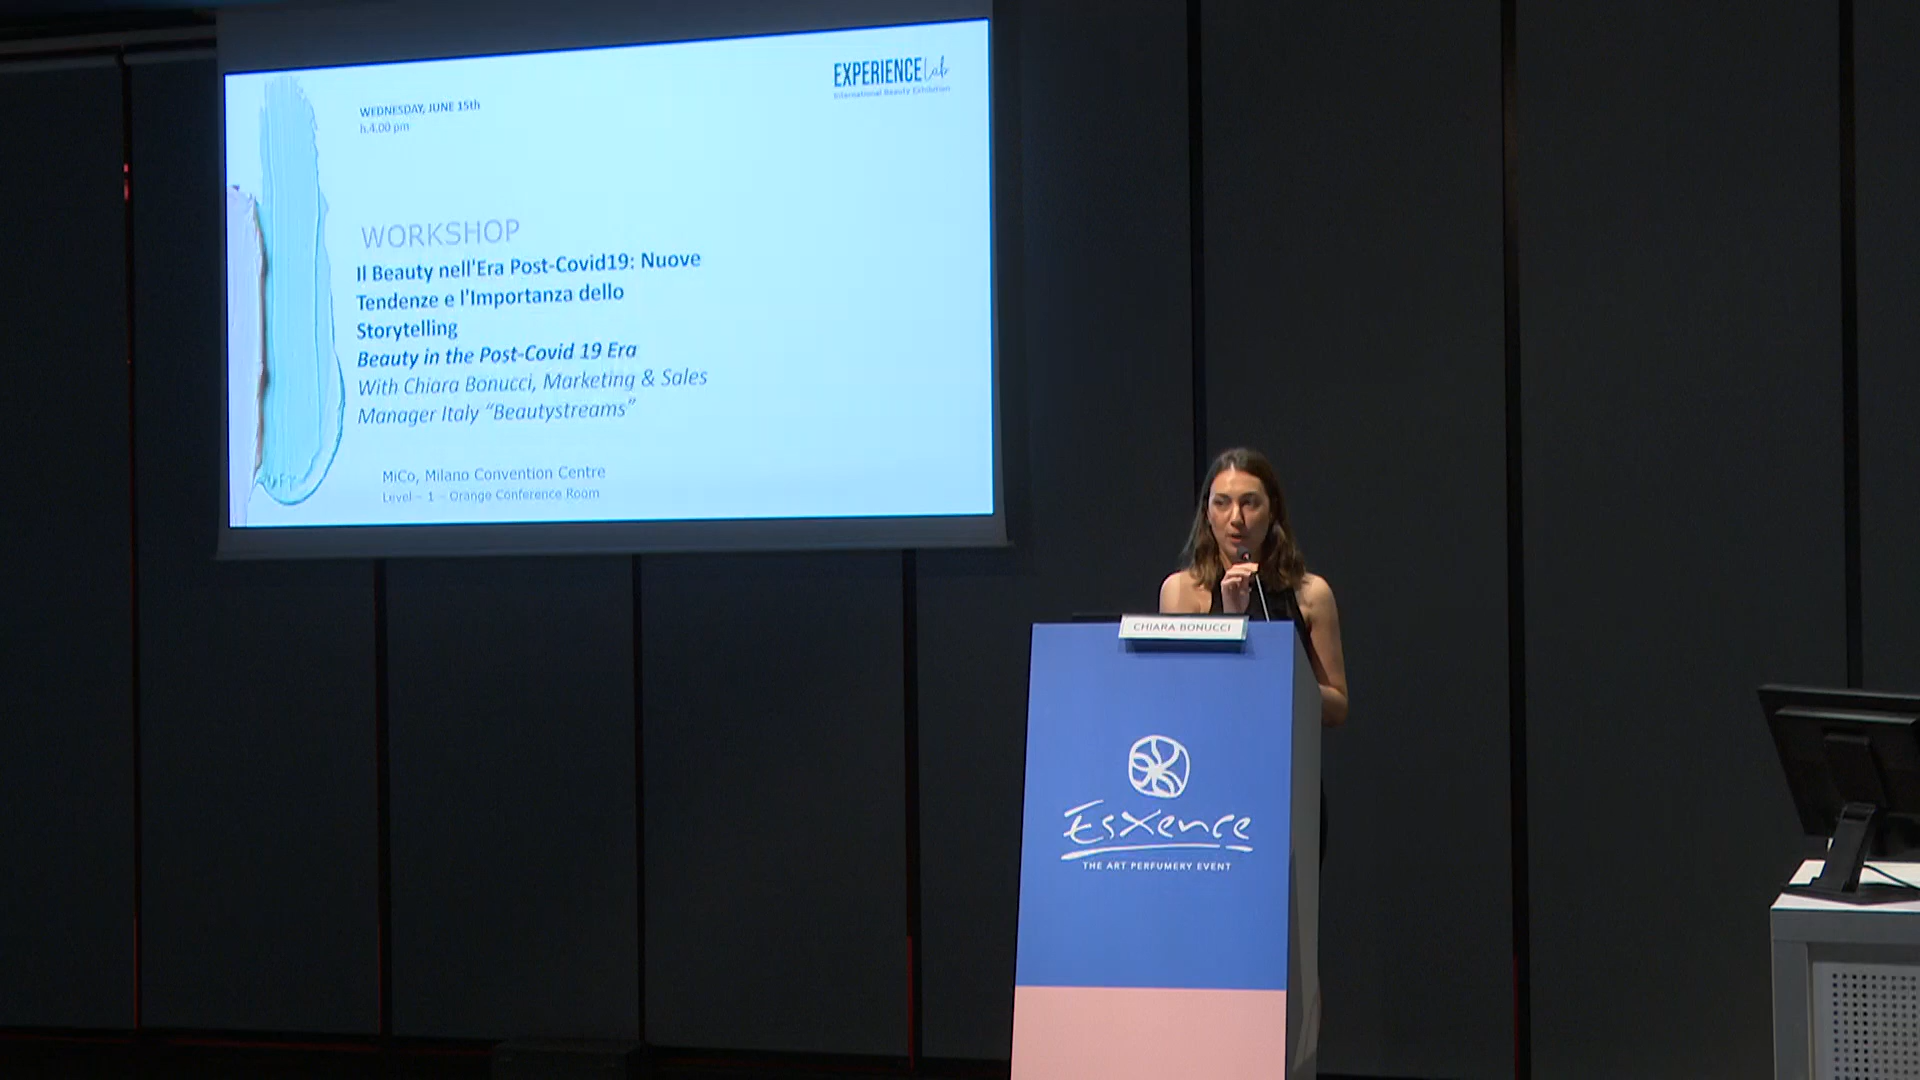 EXPERIENCE Lab
International Beauty Exhibition
WEDNESDAY, JUNE 15th
h.4.00 pm
WORKSHOP
Il Beauty nell'Era Post-Covid19: Nuove
Tendenze e l'Importanza dello
Storytelling
Beauty in the Post-Covid 19 Era
With Chiara Bonucci, Marketing & Sales
Manager Italy “Beautystreams”
MiCo, Milano Convention Centre
Level - 1 - Orange Conference Room
CHIARA BONUCCI
Esxence
THE ART PERFUMERY EVENT